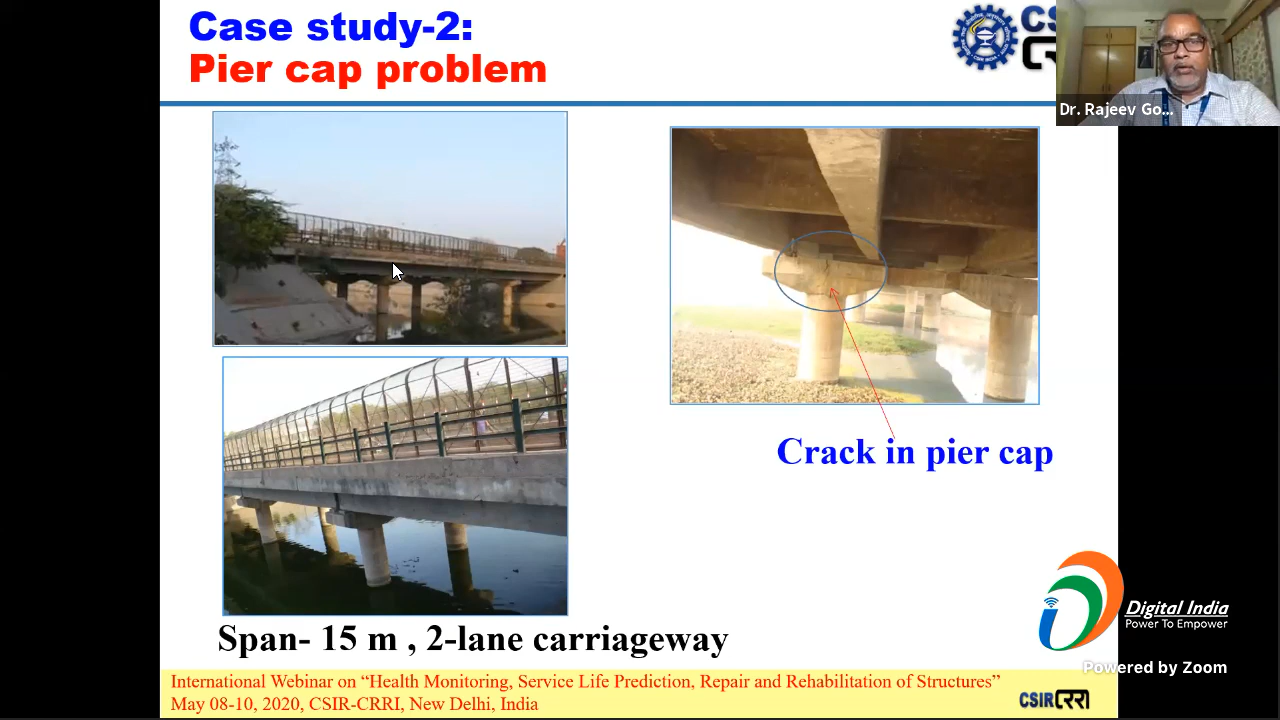 Case study-2:
Pier cap problem
Dr. Rajeev Go...
Crack in pier cap
Span- 15 m , 2-lane carriageway
Digital India
Power To Empower
Powered by Zoom
International Webinar on “Health Monitoring, Service Life Prediction, Repair and Rehabilitation of Structures”
May 08-10, 2020, CSIR-CRRI, New Delhi, India
CSIR CRRI